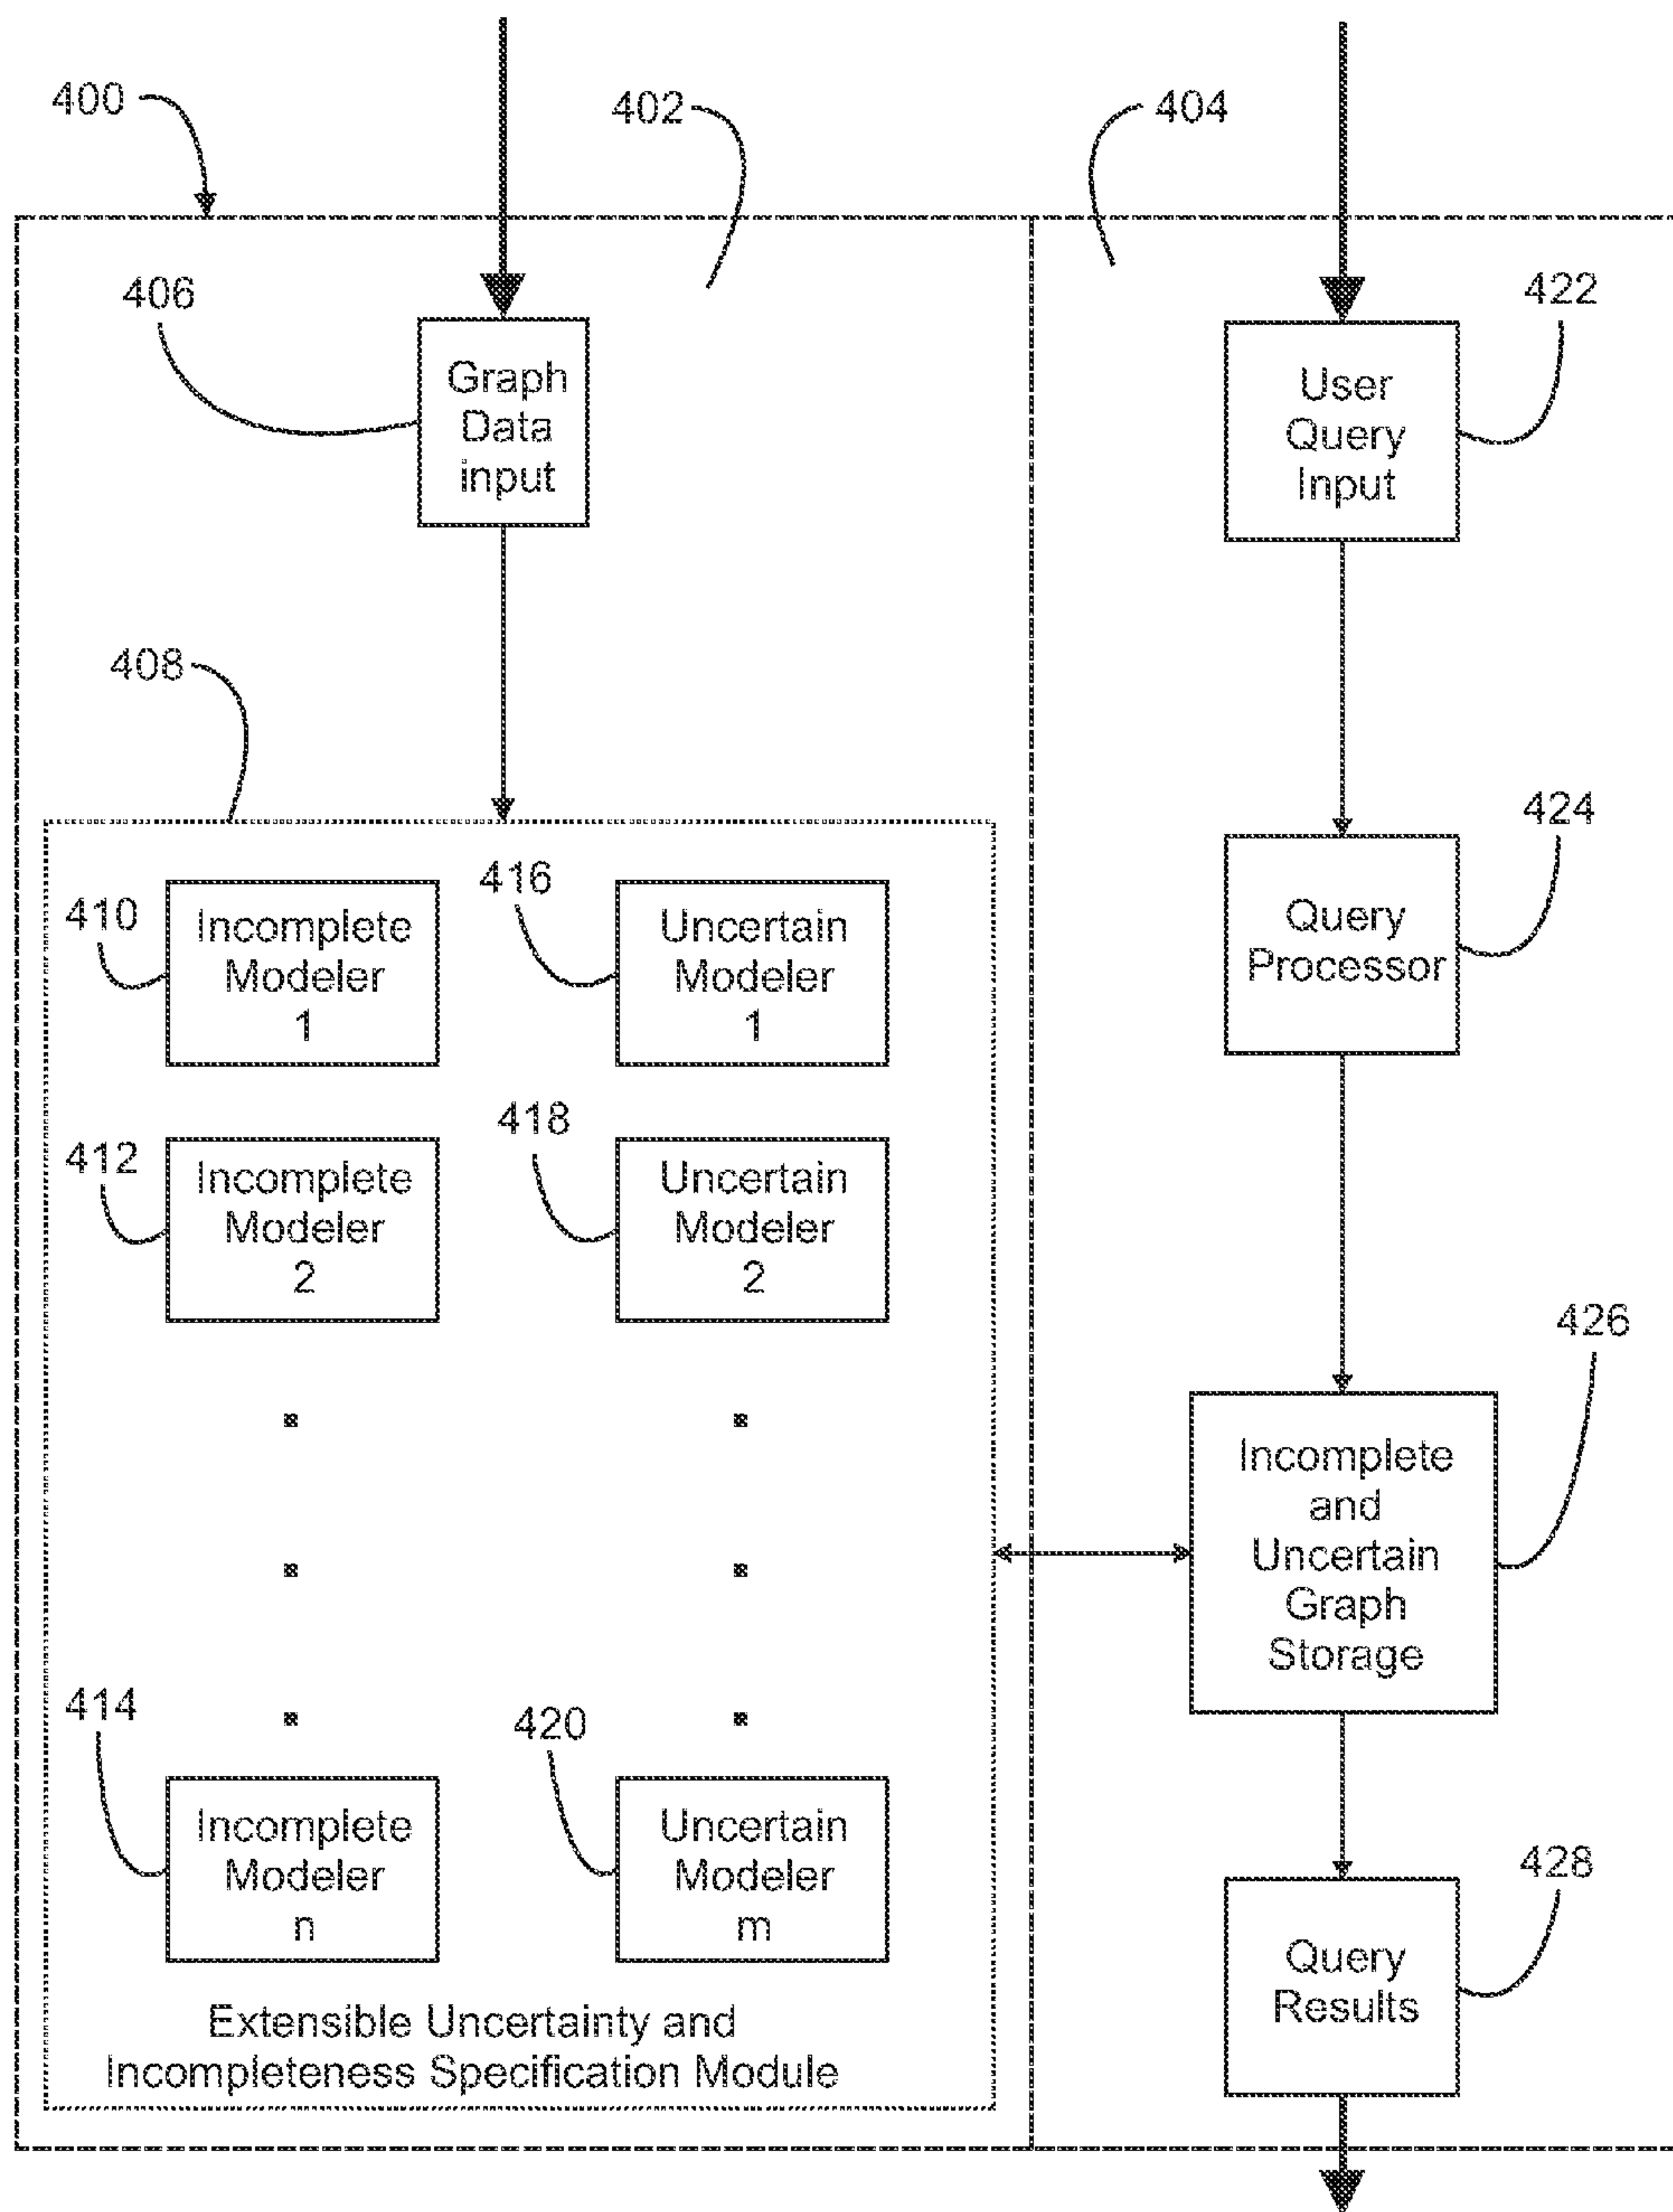 400
402
404
406
Graph
Data
input
422
User
Query
Input
408
424
Query
Processor
410
Incomplete
Modeler
1
416
Uncertain
Modeler
1
412
Incomplete
Modeler
2
418
Uncertain
Modeler
2
426
Incomplete
and
Uncertain
Graph
Storage
414
Incomplete
Modeler
n
420
Uncertain
Modeler
m
428
Query
Results
Extensible Uncertainty and
Incompleteness Specification Module